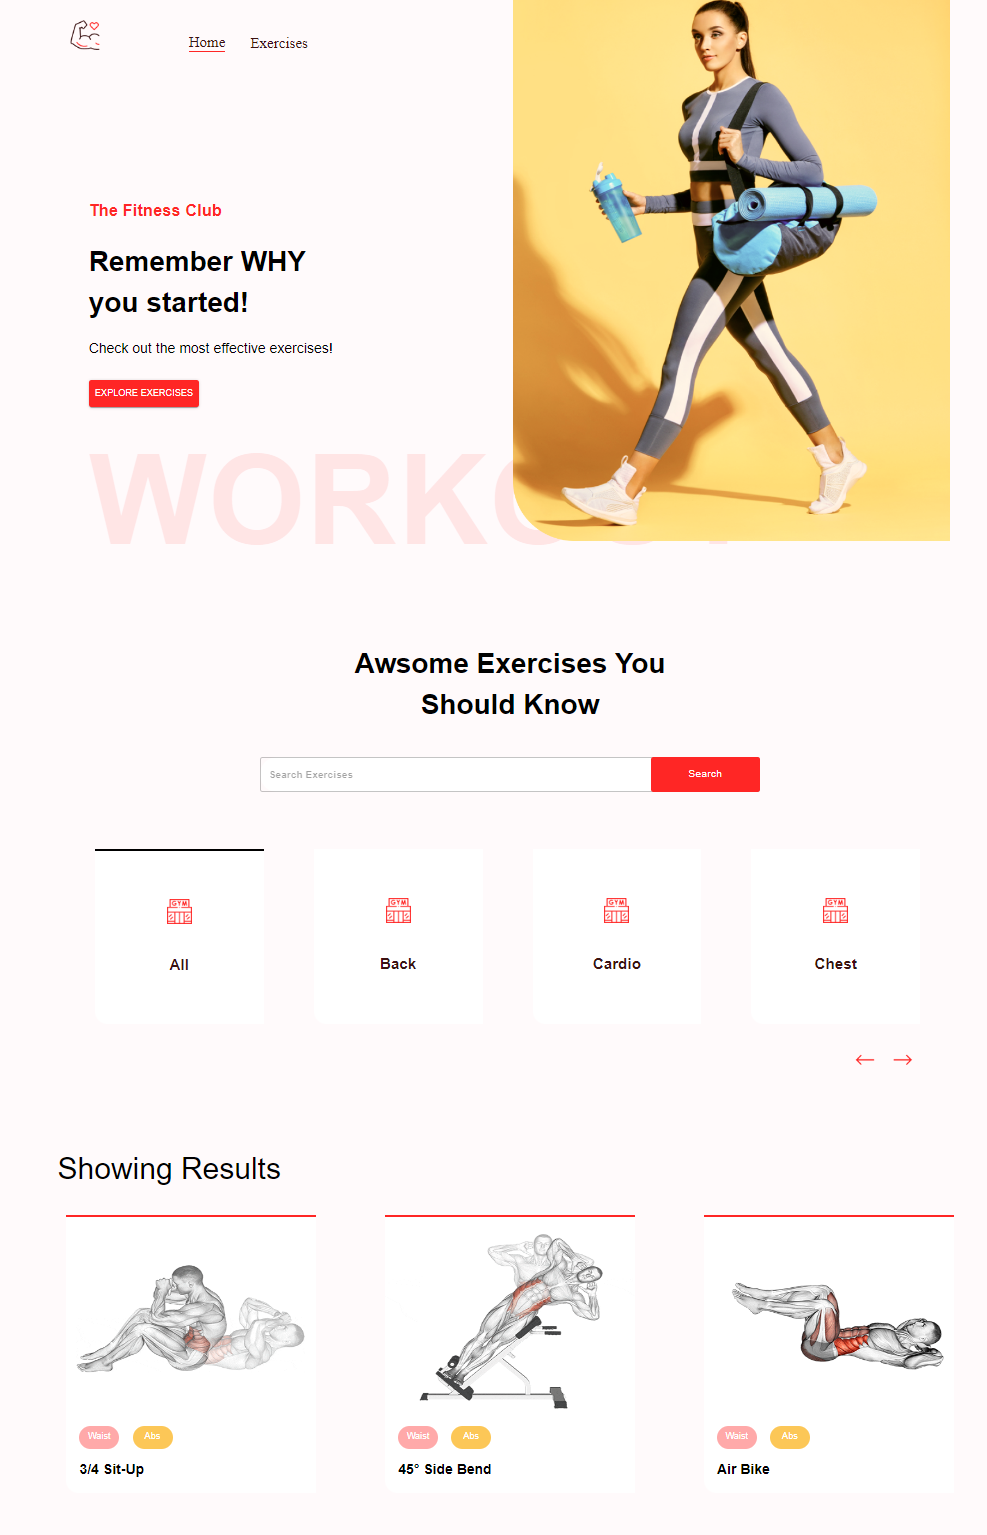 Home Exercises
The Fitness Club
Remember WHY
you started!
Check out the most effective exercises!
EXPLORE EXERCISES
Awsome Exercises You
Should Know
Search Exercises Search
GYM GYM GYM GYM
All Back Cardio Chest
Showing Results
Waist Abs Waist Abs Waist Abs
3/4 Sit-Up 45° Side Bend Air Bike